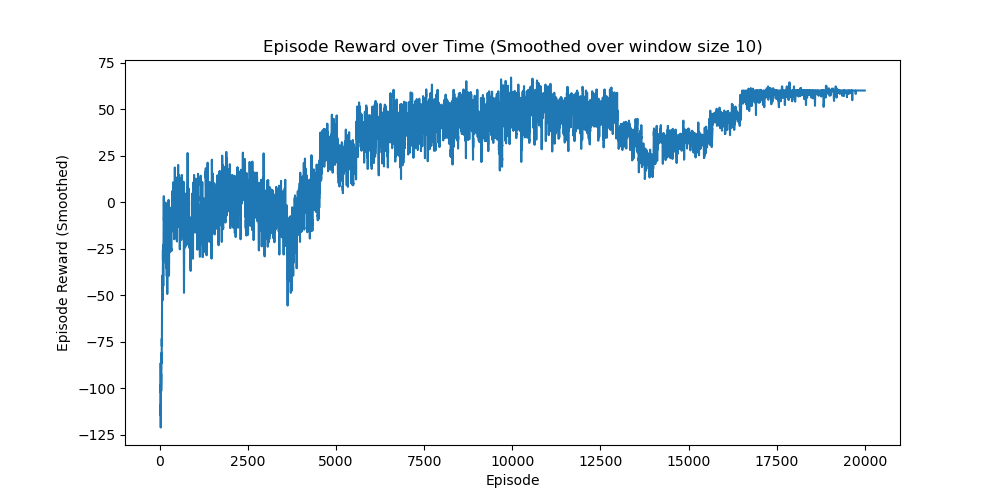 Episode Reward over Time (Smoothed over window size 10)
75
50
25
0
−25
−50
−75
−100
−125
Episode Reward (Smoothed)
0 2500 5000 7500 10000 12500 15000 17500 20000
Episode